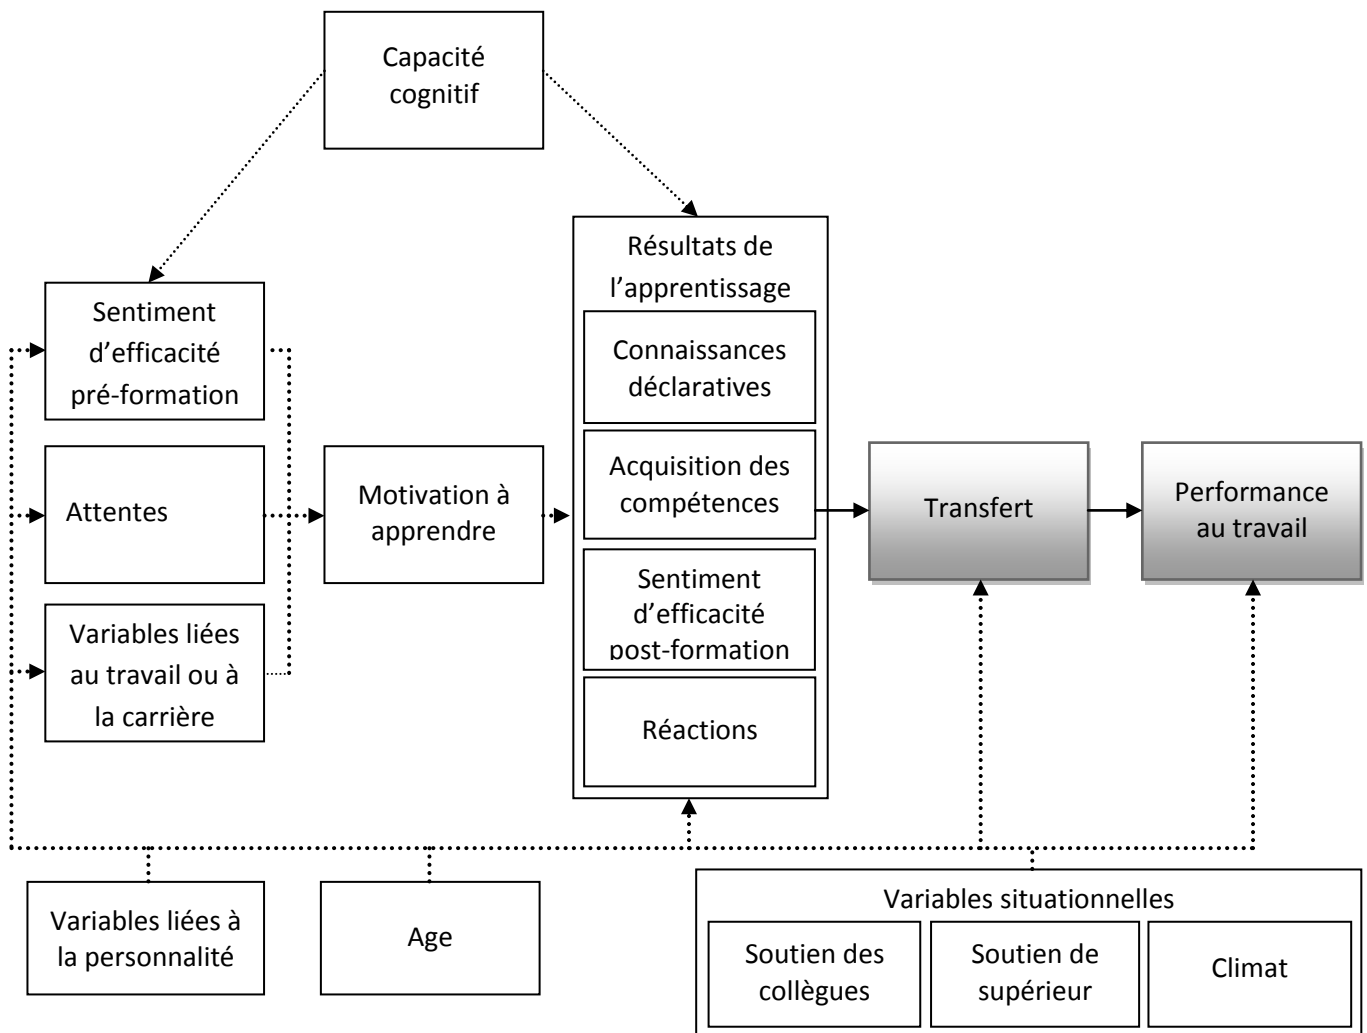 Capacité
cognitif
Résultats de
l’apprentissage
Sentiment
d’efficacité
pré-formation
Connaissances
déclaratives
Attentes
Motivation à
apprendre
Acquisition des
compétences
Transfert
Performance
au travail
Variables liées
au travail ou à
la carrière
Sentiment
d’efficacité
post-formation
Réactions
Variables liées à
la personnalité
Age
Variables situationnelles
Soutien des
collègues
Soutien de
supérieur
Climat